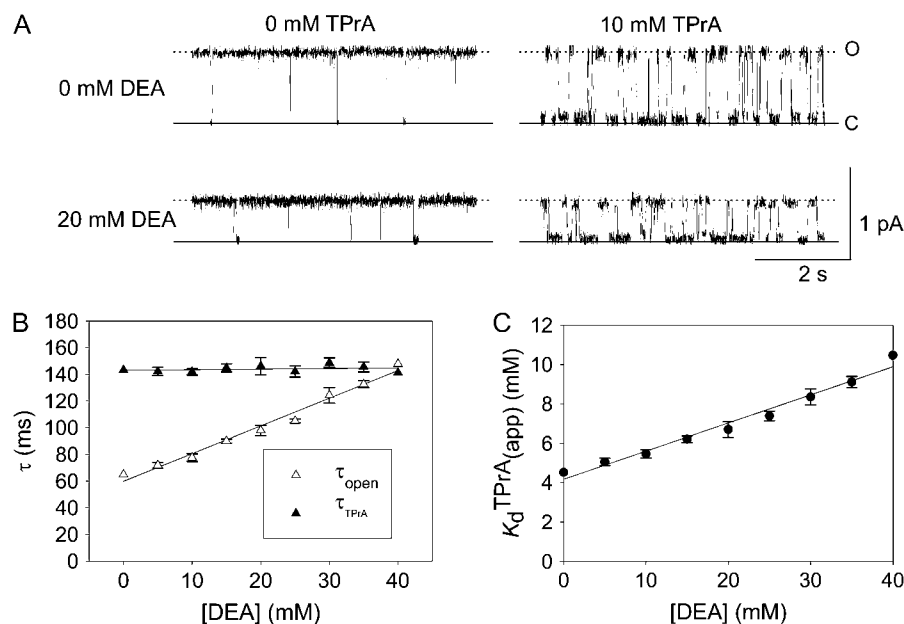 A
0 mM TPrA
10 mM TPrA
0 mM DEA
O
C
20 mM DEA
1 pA
2 s
B
180
160
140
120
100
80
60
40
20
0
τ (ms)
τopen
τTPrA
0 10 20 30 40
[DEA] (mM)
C
12
10
8
6
4
2
0
KdTPrA(app) (mM)
0 10 20 30 40
[DEA] (mM)